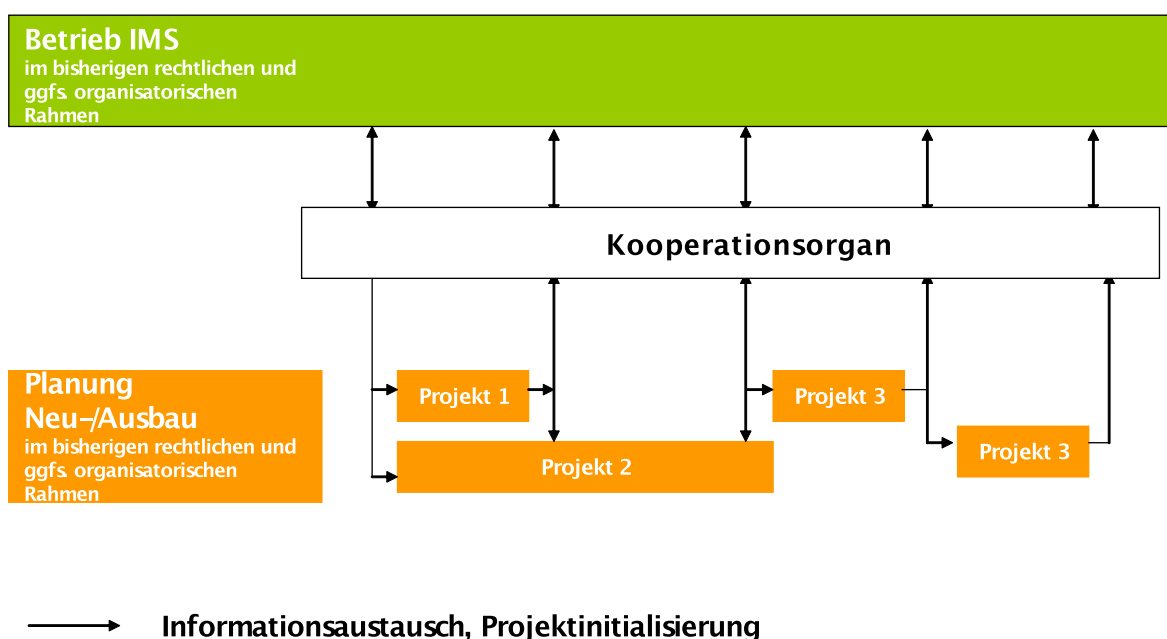 Betrieb IMS
im bisherigen rechtlichen und
ggfs. organisatorischen
Rahmen
Kooperationsorgan
Planung
Neu-/Ausbau
im bisherigen rechtlichen und
ggfs. organisatorischen
Rahmen
Projekt 1
Projekt 3
Projekt 2
Projekt 3
Informationsaustausch, Projektinitialisierung